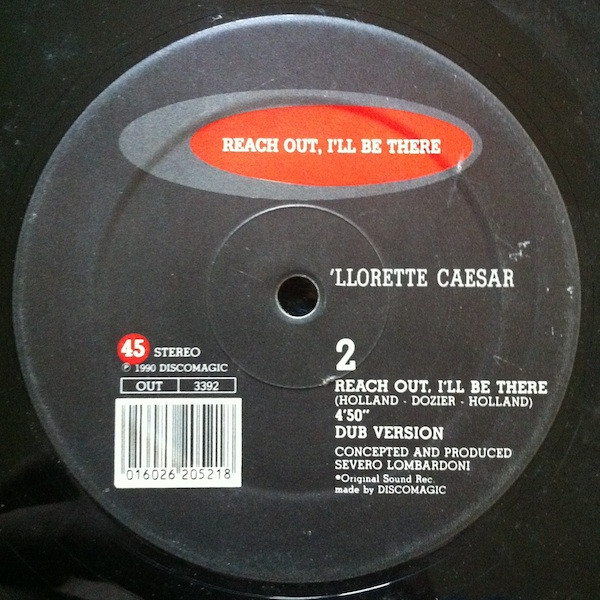 REACH OUT, I'LL BE THERE
'LLORETTE CAESAR
45 STEREO
℗ 1990 DISCOMAGIC
OUT 3392
016026 205218
2
REACH OUT, I'LL BE THERE
(HOLLAND - DOZIER - HOLLAND)
4'50"
DUB VERSION
CONCEPTED AND PRODUCED
SEVERO LOMBARDONI
℗Original Sound Rec.
made by DISCOMAGIC